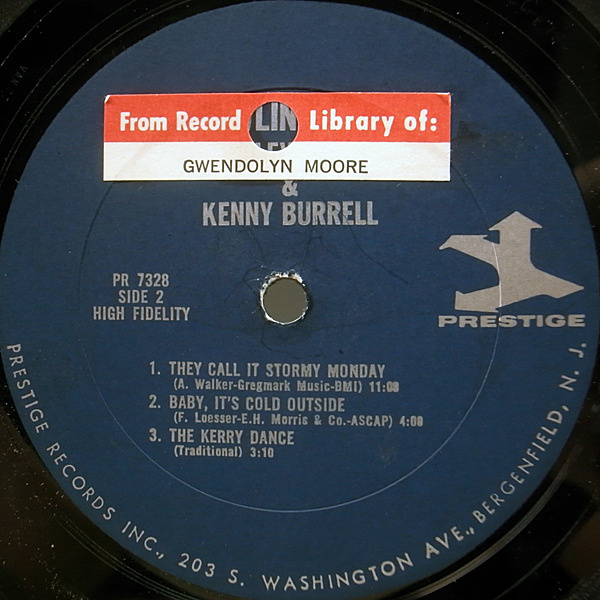 From Record Library of:
LIN
GWENDOLYN MOORE
&
KENNY BURRELL
PR 7328
SIDE 2
HIGH FIDELITY
PRESTIGE
1. THEY CALL IT STORMY MONDAY
(A. Walker-Gregmark Music-BMI) 11:08
2. BABY, IT'S COLD OUTSIDE
(F. Loesser-E.H. Morris & Co.-ASCAP) 4:00
3. THE KERRY DANCE
(Traditional) 3:10
PRESTIGE RECORDS INC., 203 S. WASHINGTON AVE., BERGENFIELD, N. J.